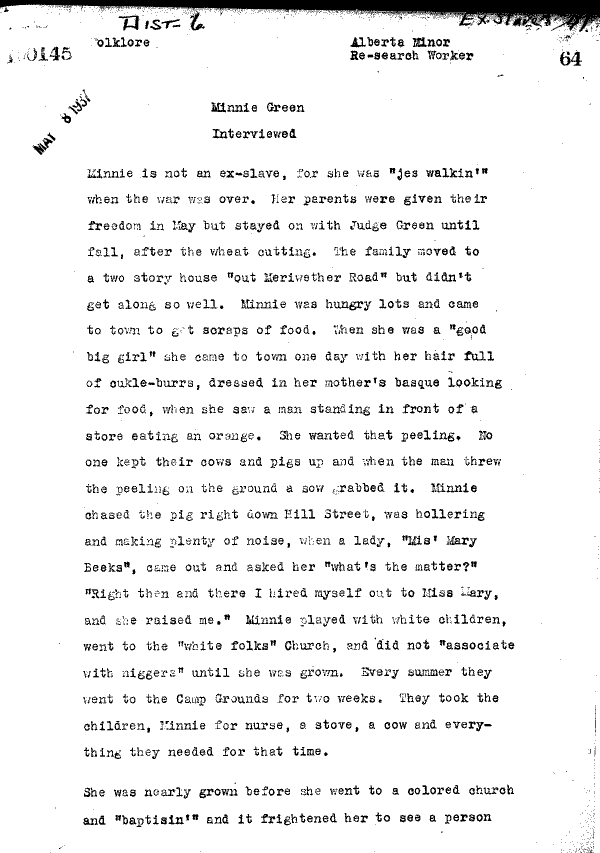 Dist- 6
Ex-Slaves
Folklore
Alberta Minor
Re-search Worker
100145
64
MAY 8 1937
Minnie Green
Interviewed
Minnie is not an ex-slave, for she was "jes walkin'"
when the war was over. Her parents were given their
freedom in May but stayed on with Judge Green until
fall, after the wheat cutting. The family moved to
a two story house "out Meriwether Road" but didn't
get along so well. Minnie was hungry lots and came
to town to get scraps of food. When she was a "good
big girl" she came to town one day with her hair full
of cukle-burrs, dressed in her mother's basque looking
for food, when she saw a man standing in front of a
store eating an orange. She wanted that peeling. No
one kept their cows and pigs up and when the man threw
the peeling on the ground a sow grabbed it. Minnie
chased the pig right down Hill Street, was hollering
and making plenty of noise, when a lady, "Mis' Mary
Beeks", came out and asked her "what's the matter?"
"Right then and there I hired myself out to Miss Mary,
and she raised me." Minnie played with white children,
went to the "white folks" Church, and did not "associate
with niggers" until she was grown. Every summer they
went to the Camp Grounds for two weeks. They took the
children, Minnie for nurse, a stove, a cow and every-
thing they needed for that time.
She was nearly grown before she went to a colored church
and "baptisin'" and it frightened her to see a person